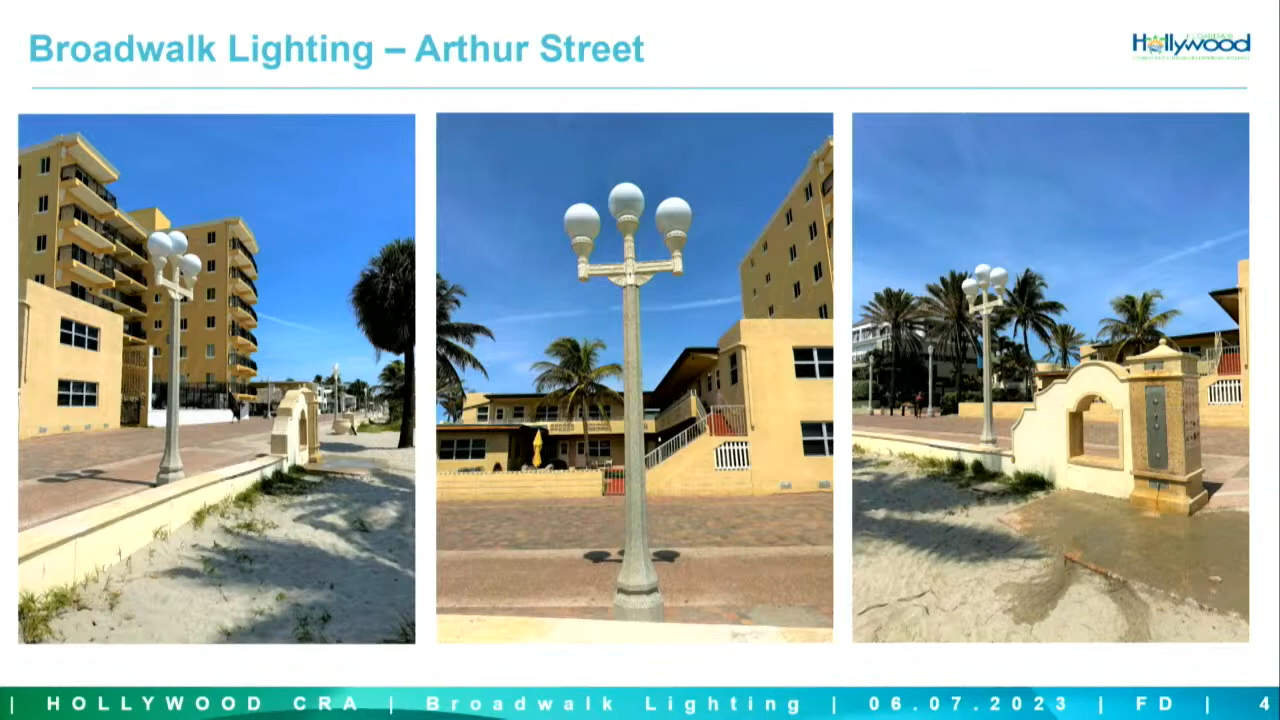 Broadwalk Lighting – Arthur Street
Hollywood
| HOLLYWOOD CRA | Broadwalk Lighting | 06.07.2023 | FD | 4